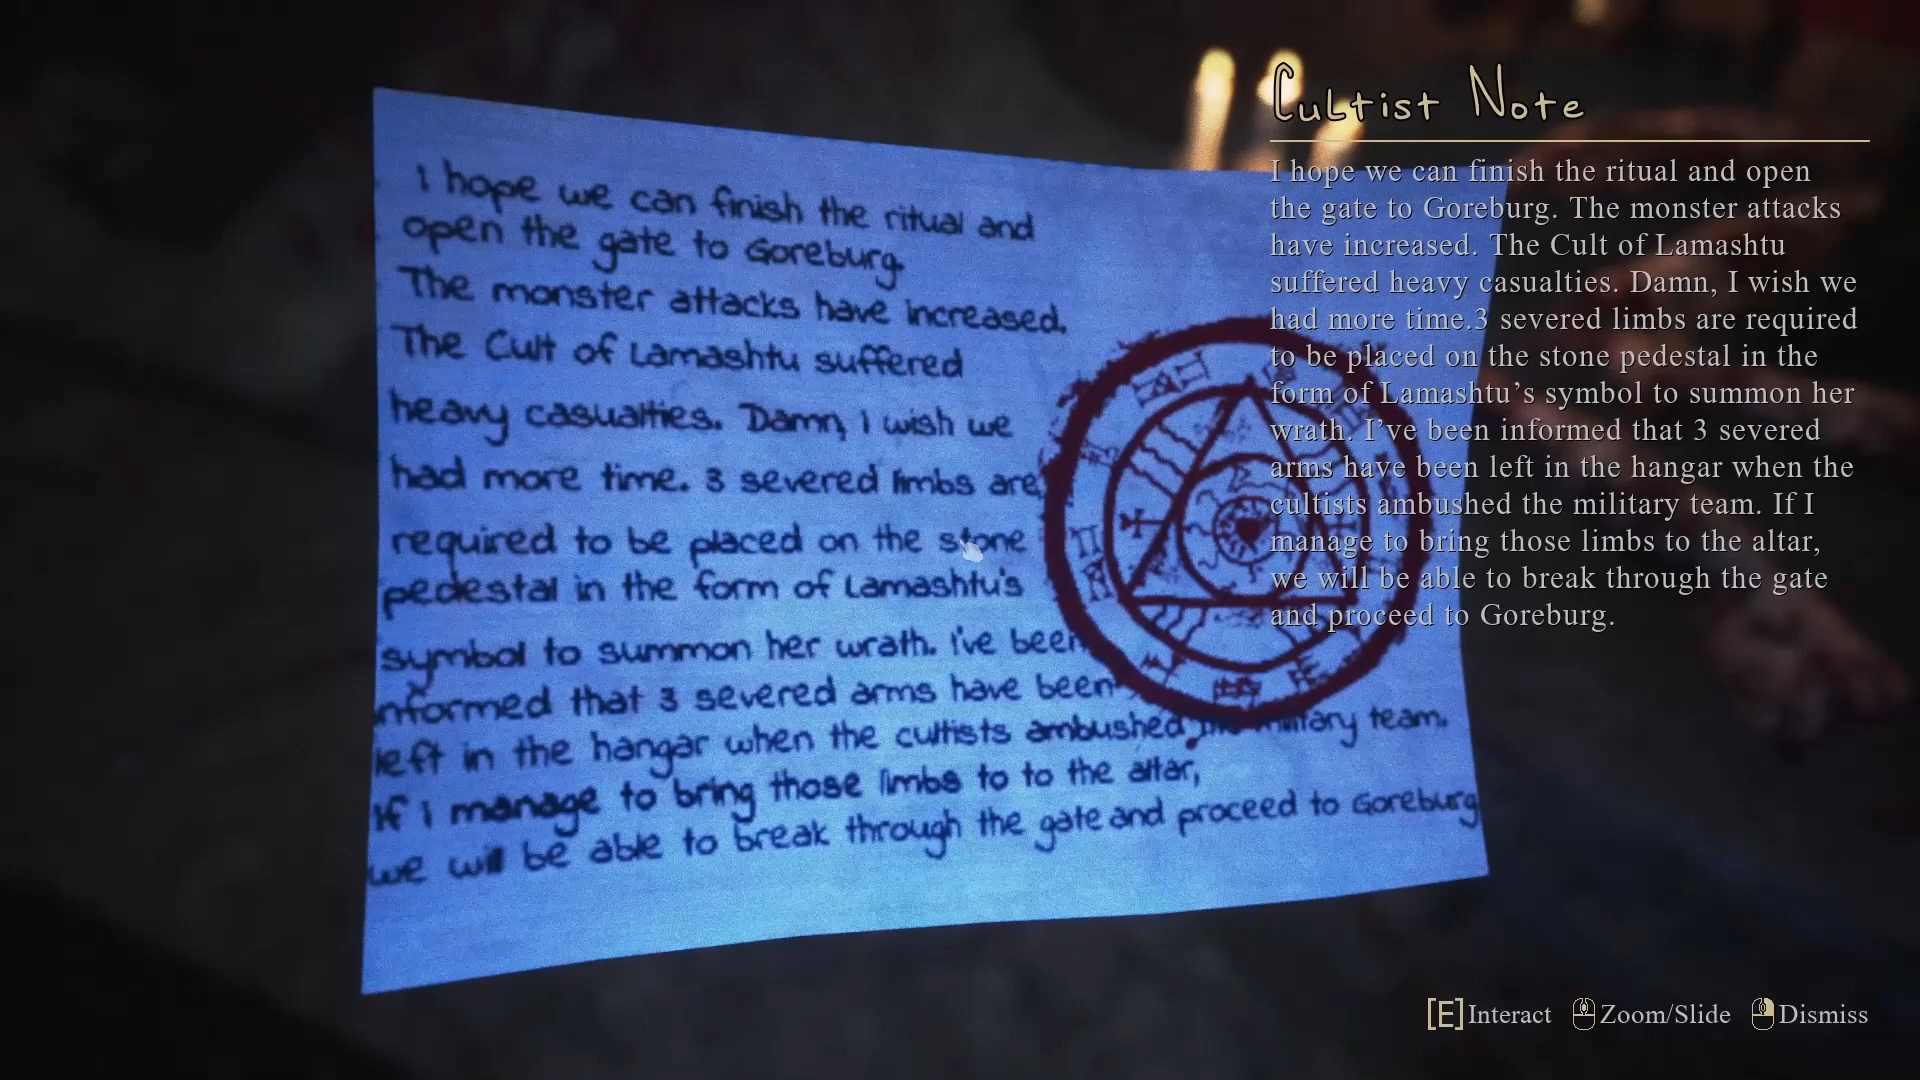 I hope we can finish the ritual and
open the gate to Goreburg.
The monster attacks have increased.
The Cult of Lamashtu suffered
heavy casualties. Damn, I wish we
had more time. 3 severed limbs are
required to be placed on the stone
pedestal in the form of Lamashtu's
symbol to summon her wrath. I've been
informed that 3 severed arms have been
left in the hangar when the cultists ambushed the military team.
If I manage to bring those limbs to to the altar,
we will be able to break through the gate and proceed to Goreburg
Cultist Note
I hope we can finish the ritual and open
the gate to Goreburg. The monster attacks
have increased. The Cult of Lamashtu
suffered heavy casualties. Damn, I wish we
had more time.3 severed limbs are required
to be placed on the stone pedestal in the
form of Lamashtu’s symbol to summon her
wrath. I’ve been informed that 3 severed
arms have been left in the hangar when the
cultists ambushed the military team. If I
manage to bring those limbs to the altar,
we will be able to break through the gate
and proceed to Goreburg.
[E] Interact Zoom/Slide Dismiss